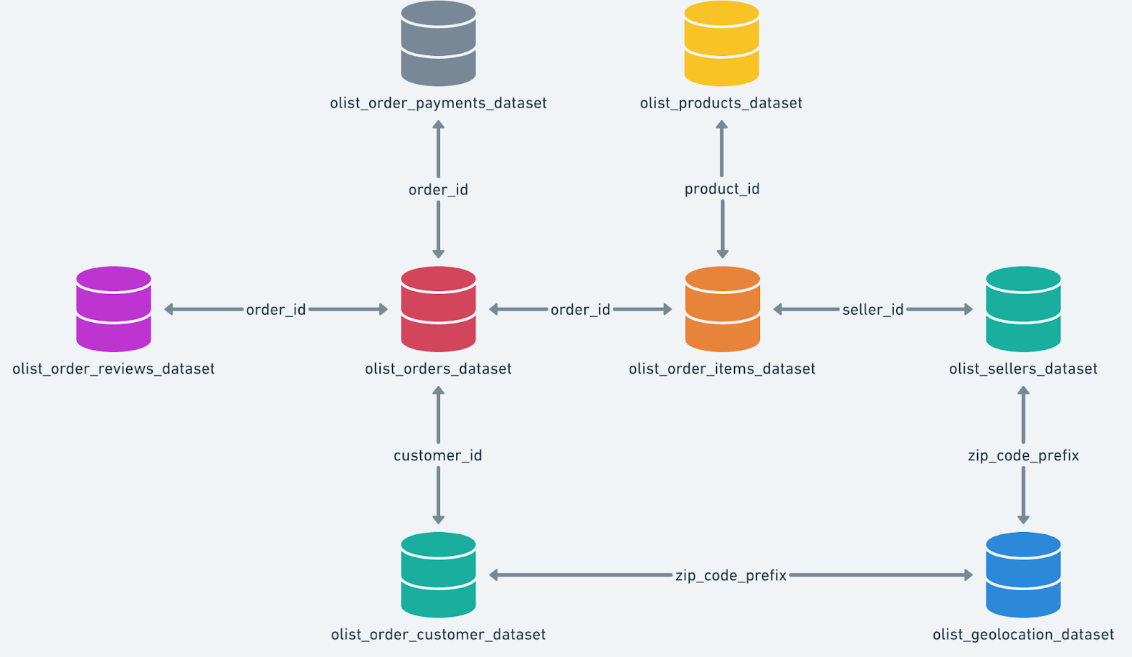 olist_order_payments_dataset
olist_products_dataset
order_id
product_id
order_id
order_id
seller_id
olist_order_reviews_dataset
olist_orders_dataset
olist_order_items_dataset
olist_sellers_dataset
customer_id
zip_code_prefix
zip_code_prefix
olist_order_customer_dataset
olist_geolocation_dataset